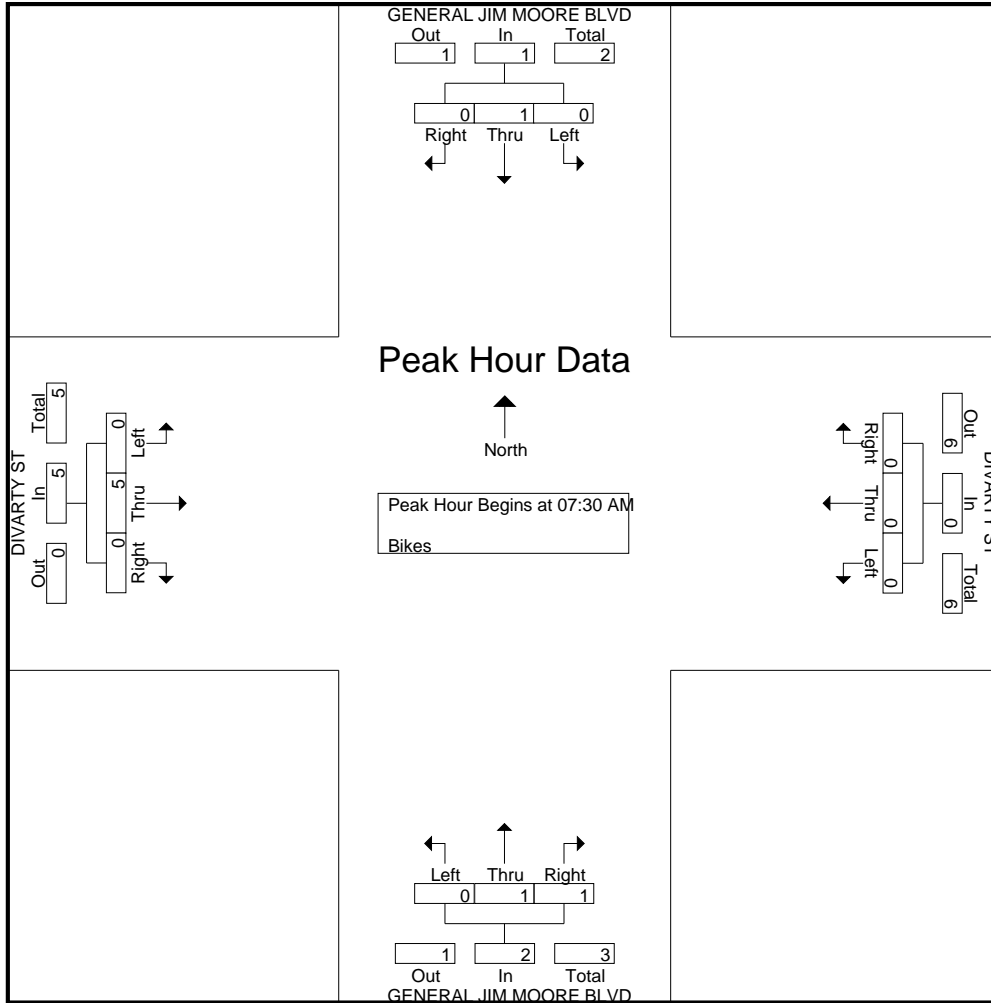 GENERAL JIM MOORE BLVD
Out In Total
1 1 2
0 1 0
Right Thru Left
Peak Hour Data
North
Peak Hour Begins at 07:30 AM
Bikes
DIVARTY ST
Out In Total
0 5 5
Left Thru Right
0 5 0
DIVARTY ST
Out In Total
6 0 6
Right Thru Left
0 0 0
Left Thru Right
0 1 1
1 2 3
Out In Total
GENERAL JIM MOORE BLVD